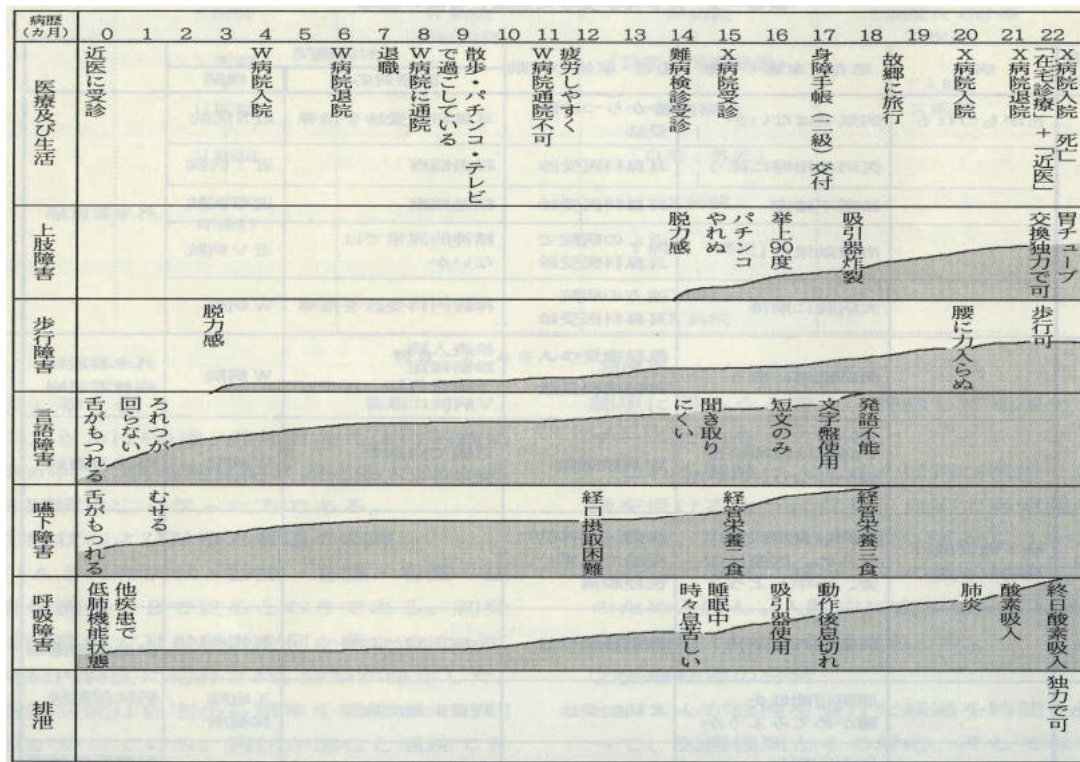 病歴
(カ月)
0 1 2 3 4 5 6 7 8 9 10 11 12 13 14 15 16 17 18 19 20 21 22
医療及び生活
近医に受診
W病院入院
W病院退院
退職
W病院に通院
散歩・パチンコ・テレビ
で過こしている
疲労しやすく
W病院通院不可
難病検診受診
X病院受診
身障手帳(二級)交付
故郷に旅行
X病院入院
X病院退院
「在宅診療」+「近医」
X病院入院 死亡
上肢障害
脱力感
パチンコ
やれぬ
挙上90度
吸引器炸裂
胃チューブ
交換独力で可
歩行障害
脱力感
腰に力入らぬ
歩行可
言語障害
舌がもつれる
ろれつが
回らない
聞き取り
にくい
短文のみ
文字盤使用
発語不能
嚥下障害
舌がもつれる
むせる
経口摂取困難
経管栄養二食
経管栄養三食
呼吸障害
他疾患で
低肺機能状態
睡眠中
時々息苦しい
吸引器使用
動作後息切れ
肺炎
酸素吸入
終日酸素吸入
排泄
独力で可